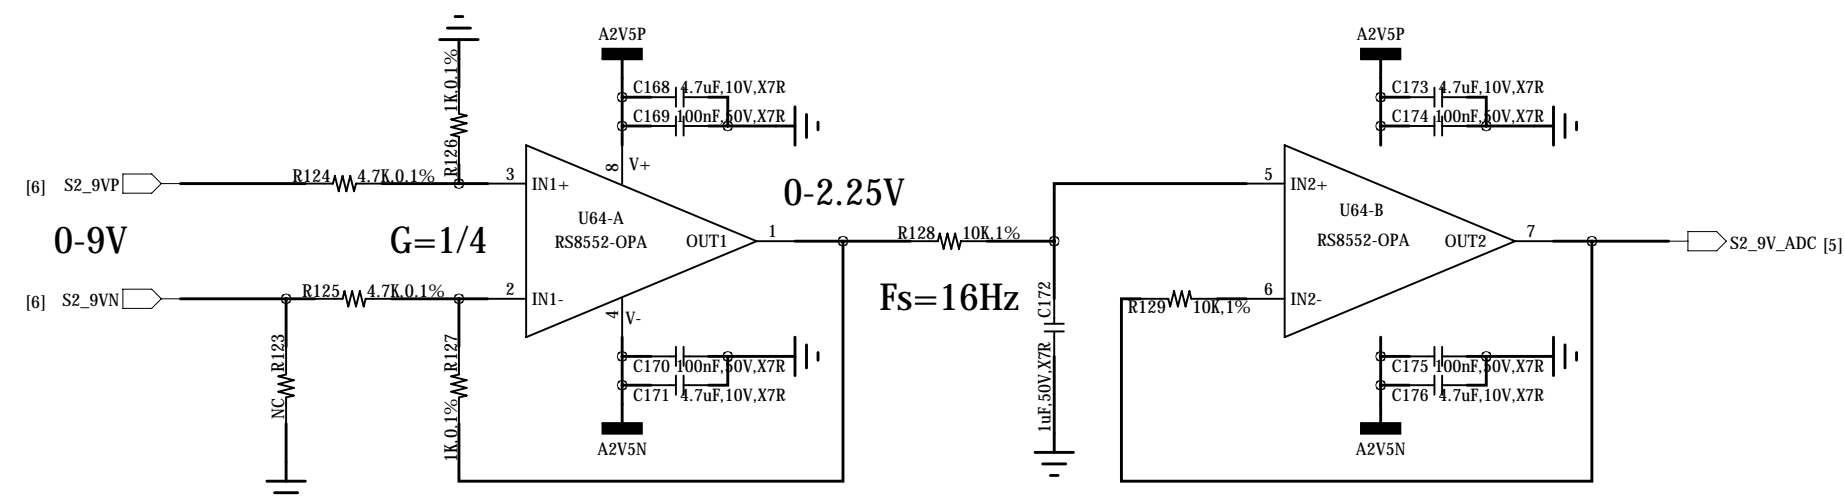 A2V5P
A2V5P
1K,0.1%
R126
C168 4.7uF,10V,X7R
C169 100nF,50V,X7R
C173 4.7uF,10V,X7R
C174 100nF,50V,X7R
8 V+
[6] S2_9VP R124 4.7K,0.1% 3 IN1+
5 IN2+
0-2.25V
U64-A
RS8552-OPA
OUT1 1
U64-B
RS8552-OPA
OUT2 7
0-9V G=1/4
R128 10K,1%
S2_9V_ADC [5]
[6] S2_9VN R125 4.7K,0.1% 2 IN1-
Fs=16Hz
R129 10K,1% 6 IN2-
4 V-
C172
1uF,50V,X7R
R123
NC
R127
1K,0.1%
C170 100nF,50V,X7R
C171 4.7uF,10V,X7R
C175 100nF,50V,X7R
C176 4.7uF,10V,X7R
A2V5N
A2V5N